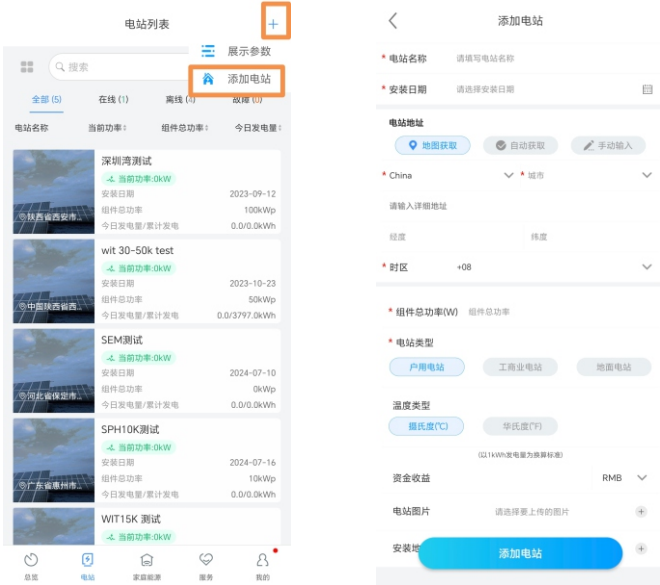 电站列表
+
展示参数
搜索
添加电站
全部 (5) 在线 (1) 离线 (4) 故障 (0)
电站名称 当前功率 组件总功率 今日发电量
深圳湾测试
当前功率:0kW
安装日期 2023-09-12
组件总功率 100kWp
今日发电量/累计发电 0.0/0.0kWh
陕西省西安市...
wit 30-50k test
当前功率:0kW
安装日期 2023-10-23
组件总功率 50kWp
今日发电量/累计发电 0.0/3797.0kWh
中国陕西省西...
SEM测试
当前功率:0kW
安装日期 2024-07-10
组件总功率 0kWp
今日发电量/累计发电 0.0/0.0kWh
河北省保定市...
SPH10K测试
当前功率:0kW
安装日期 2024-07-16
组件总功率 10kWp
今日发电量/累计发电 0.0/0.0kWh
广东省惠州市...
WIT15K 测试
当前功率:0kW
总览 电站 家庭能源 服务 我的
添加电站
* 电站名称 请填写电站名称
* 安装日期 请选择安装日期
电站地址
地图获取 自动获取 手动输入
* China * 城市
请输入详细地址
经度 纬度
* 时区 +08
* 组件总功率(W) 组件总功率
* 电站类型
户用电站 工商业电站 地面电站
温度类型
摄氏度(℃) 华氏度(℉)
(以1kWh发电量为换算标准)
资金收益 RMB
电站图片 请选择要上传的图片
安装地
添加电站